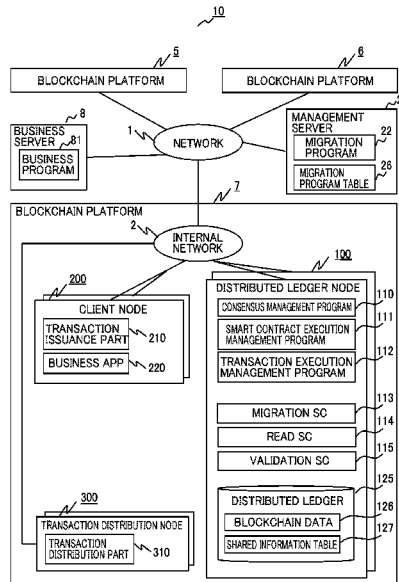 10
5
6
BLOCKCHAIN PLATFORM
BLOCKCHAIN PLATFORM
8
BUSINESS
SERVER
81
BUSINESS
PROGRAM
1
NETWORK
MANAGEMENT
SERVER
22
MIGRATION
PROGRAM
26
MIGRATION
PROGRAM TABLE
7
BLOCKCHAIN PLATFORM
2
INTERNAL
NETWORK
200
CLIENT NODE
TRANSACTION
ISSUANCE PART
210
BUSINESS APP
220
100
DISTRIBUTED LEDGER NODE
110
CONSENSUS MANAGEMENT PROGRAM
111
SMART CONTRACT EXECUTION
MANAGEMENT PROGRAM
112
TRANSACTION EXECUTION
MANAGEMENT PROGRAM
113
MIGRATION SC
114
READ SC
115
VALIDATION SC
125
DISTRIBUTED LEDGER
126
BLOCKCHAIN DATA
127
SHARED INFORMATION TABLE
300
TRANSACTION DISTRIBUTION NODE
TRANSACTION
DISTRIBUTION PART
310